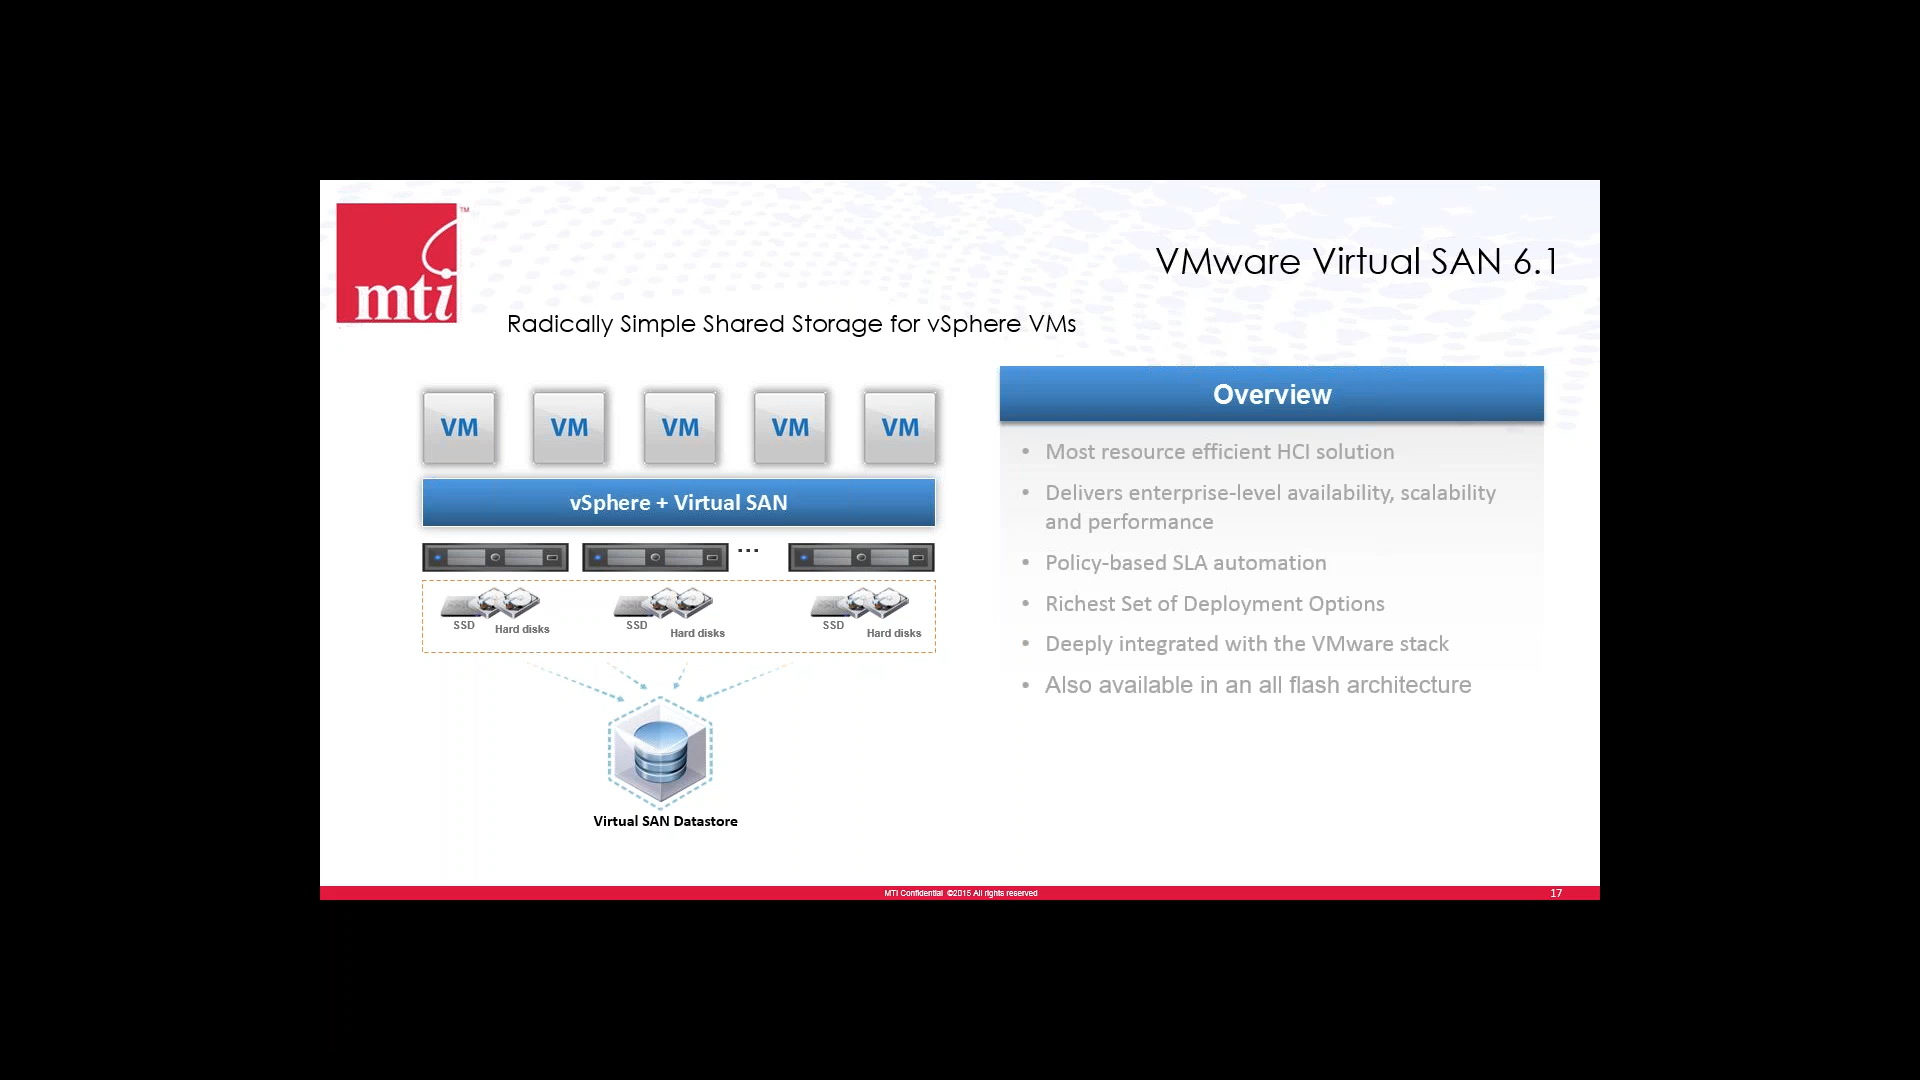 mti
TM
VMware Virtual SAN 6.1
Radically Simple Shared Storage for vSphere VMs
VM VM VM VM VM
vSphere + Virtual SAN
...
SSD Hard disks SSD Hard disks SSD Hard disks
Virtual SAN Datastore
Overview
• Most resource efficient HCI solution
• Delivers enterprise-level availability, scalability
and performance
• Policy-based SLA automation
• Richest Set of Deployment Options
• Deeply integrated with the VMware stack
• Also available in an all flash architecture
MTI Confidential ©2015 All rights reserved
17